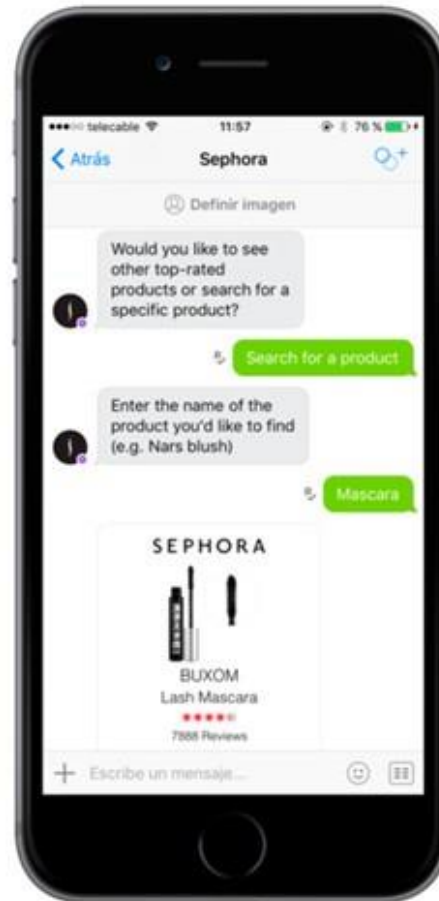 telecable 11:57 76 %
Atrás Sephora
Definir imagen
Would you like to see
other top-rated
products or search for a
specific product?
Search for a product
Enter the name of the
product you'd like to find
(e.g. Nars blush)
Mascara
SEPHORA
BUXOM
Lash Mascara
7888 Reviews
Escribe un mensaje...